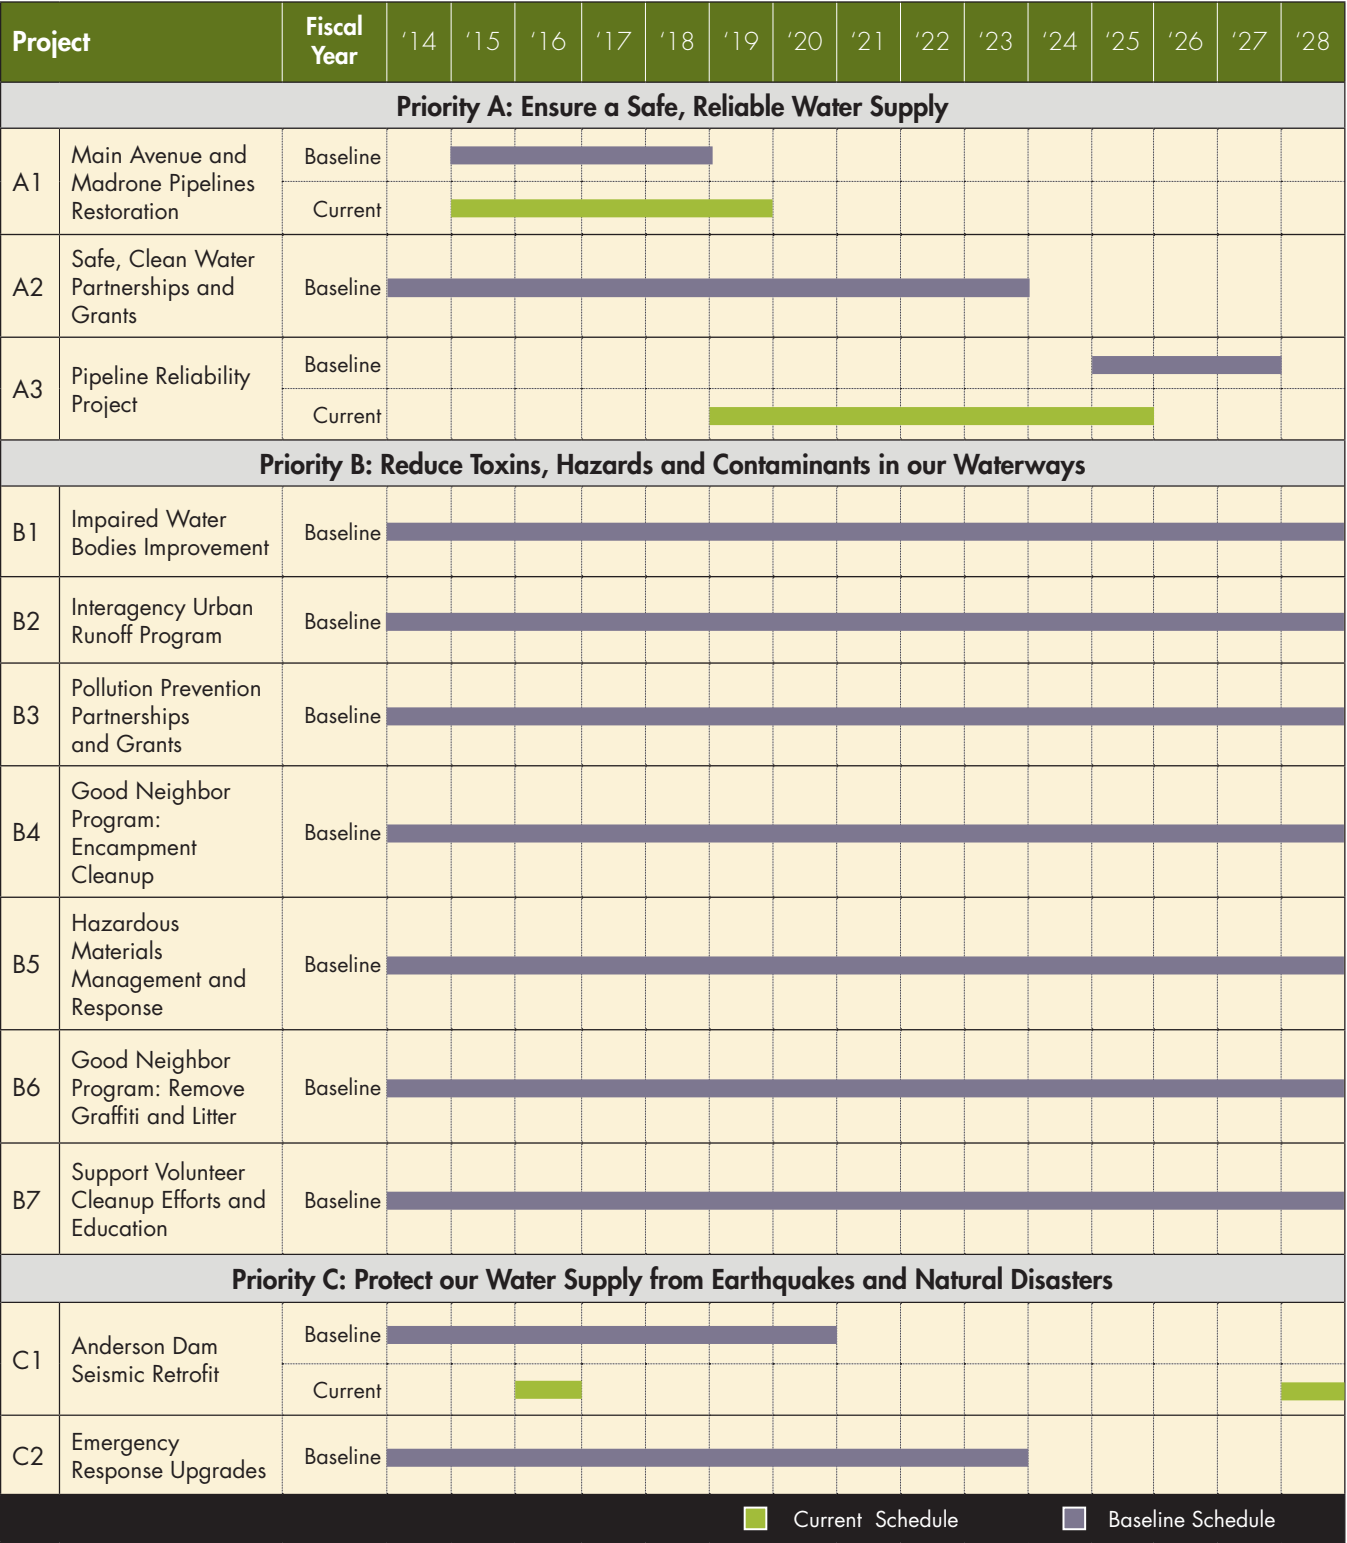 Project
Fiscal
Year
‘14 ‘15 ‘16 ‘17 ‘18 ‘19 ‘20 ‘21 ‘22 ‘23 ‘24 ‘25 ‘26 ‘27 ‘28
Priority A: Ensure a Safe, Reliable Water Supply
A1
Main Avenue and
Madrone Pipelines
Restoration
Baseline
Current
A2
Safe, Clean Water
Partnerships and
Grants
Baseline
A3
Pipeline Reliability
Project
Baseline
Current
Priority B: Reduce Toxins, Hazards and Contaminants in our Waterways
B1
Impaired Water
Bodies Improvement
Baseline
B2
Interagency Urban
Runoff Program
Baseline
B3
Pollution Prevention
Partnerships
and Grants
Baseline
B4
Good Neighbor
Program:
Encampment
Cleanup
Baseline
B5
Hazardous
Materials
Management and
Response
Baseline
B6
Good Neighbor
Program: Remove
Graffiti and Litter
Baseline
B7
Support Volunteer
Cleanup Efforts and
Education
Baseline
Priority C: Protect our Water Supply from Earthquakes and Natural Disasters
C1
Anderson Dam
Seismic Retrofit
Baseline
Current
C2
Emergency
Response Upgrades
Baseline
Current Schedule
Baseline Schedule